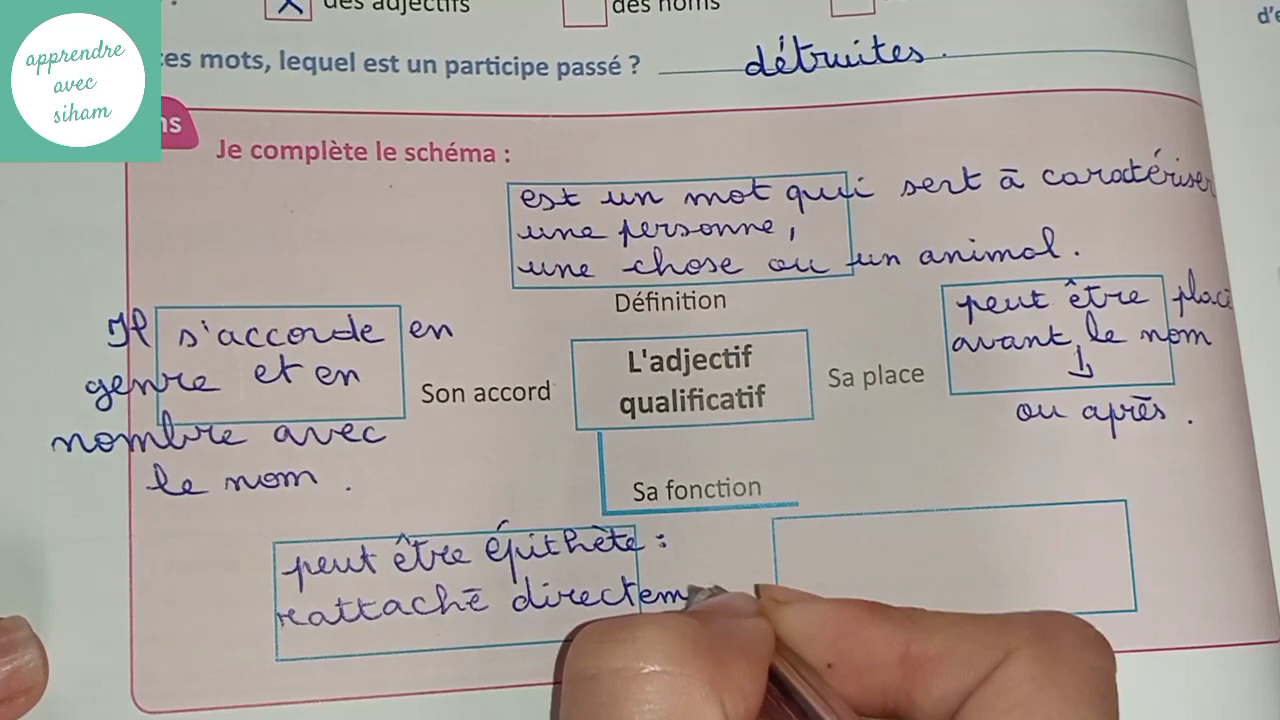 apprendre
avec
siham
des adjectifs
des noms
d'e
ces mots, lequel est un participe passé ? détruites.
ns
Je complète le schéma :
est un mot qui sert à caractériser
une personne,
une chose ou un animal.
Définition
Il s'accorde en
genre et en
nombre avec
le nom.
Son accord
L'adjectif
qualificatif
Sa place
peut être placé
avant le nom
ou après.
Sa fonction
peut être épithète :
rattaché directem